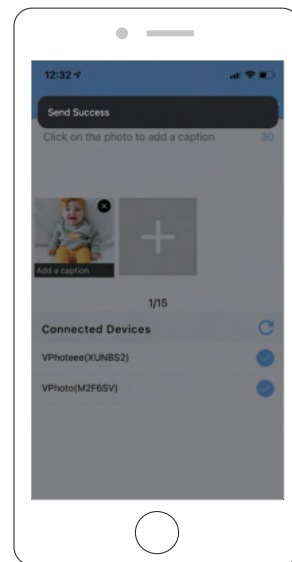 12:32
Send Success
Click on the photo to add a caption 30
Add a caption
1/15
Connected Devices
VPhoteee(XUNBS2)
VPhoto(M2F6SV)